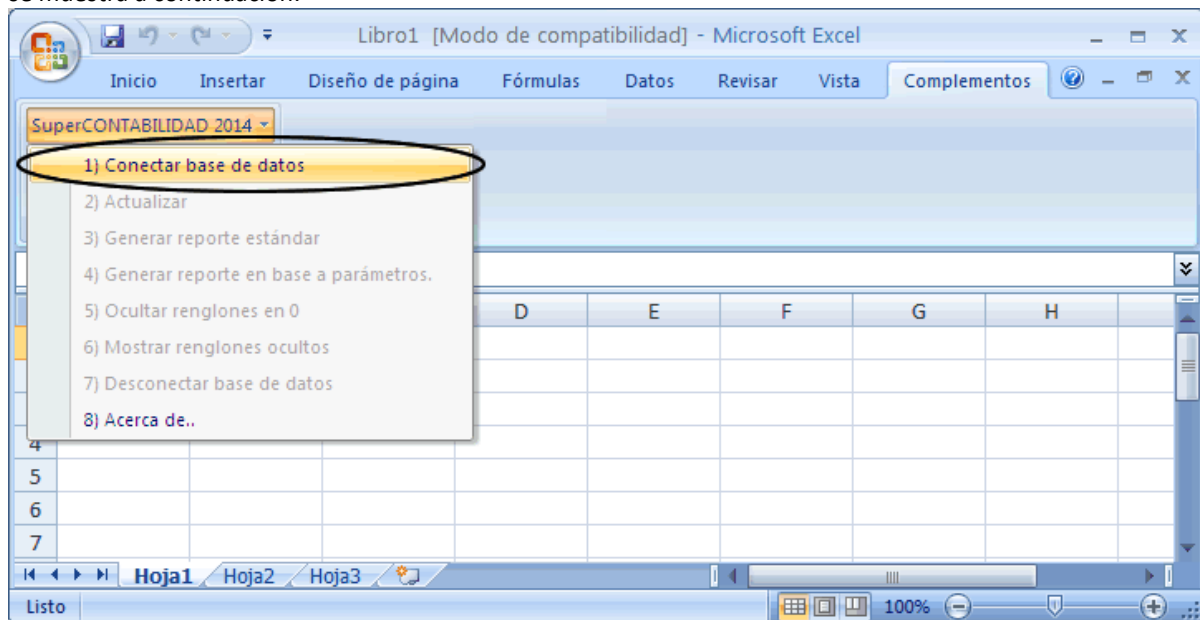 Libro1 [Modo de compatibilidad] - Microsoft Excel
Inicio Insertar Diseño de página Fórmulas Datos Revisar Vista Complementos
SuperCONTABILIDAD 2014
1) Conectar base de datos
2) Actualizar
3) Generar reporte estándar
4) Generar reporte en base a parámetros.
5) Ocultar renglones en 0
6) Mostrar renglones ocultos
7) Desconectar base de datos
8) Acerca de..
D E F G H
4
5
6
7
Hoja1 Hoja2 Hoja3
Listo 100%